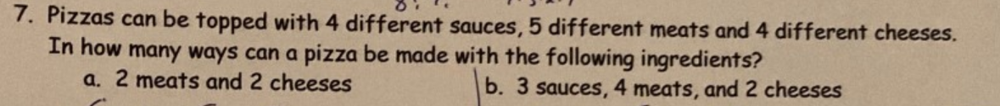 7. Pizzas can be topped with 4 different sauces, 5 different meats and 4 different cheeses.
In how many ways can a pizza be made with the following ingredients?
a. 2 meats and 2 cheeses b. 3 sauces, 4 meats, and 2 cheeses